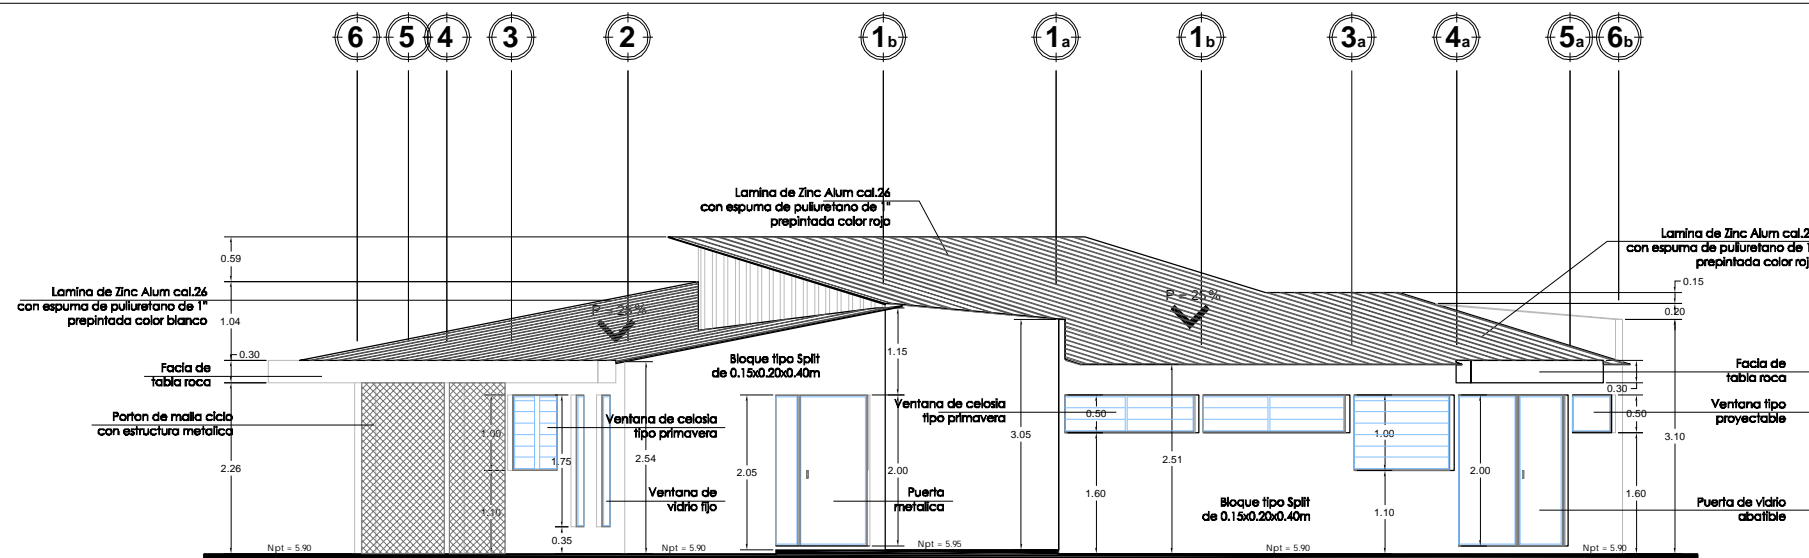 6 5 4 3 2 1b 1a 1b 3a 4a 5a 6b
Lamina de Zinc Alum cal.26
con espuma de puliuretano de 1"
prepintada color rojo
Lamina de Zinc Alum cal.2
con espuma de puliuretano de 1
prepintada color roj
0.59
0.15
Lamina de Zinc Alum cal.26
con espuma de puliuretano de 1"
prepintada color blanco
P = 25 %
P = 25 %
0.20
1.04
0.30
1.15
Facia de
tabla roca
Bloque tipo Split
de 0.15x0.20x0.40m
Facia de
tabla roca
0.30
Porton de malla ciclo
con estructura metalica
Ventana de celosia
tipo primavera
Ventana de celosia
tipo primavera
0.50
Ventana tipo
proyectable
0.50
1.00
1.75
2.54
3.05
1.00
2.51
3.10
2.26
2.05
2.00
2.00
Ventana de
vidrio fijo
Puerta
metalica
1.60
Bloque tipo Split
de 0.15x0.20x0.40m
1.60
Puerta de vidrio
abatible
1.10
1.10
0.35
Npt = 5.90
Npt = 5.90
Npt = 5.95
Npt = 5.90
Npt = 5.90